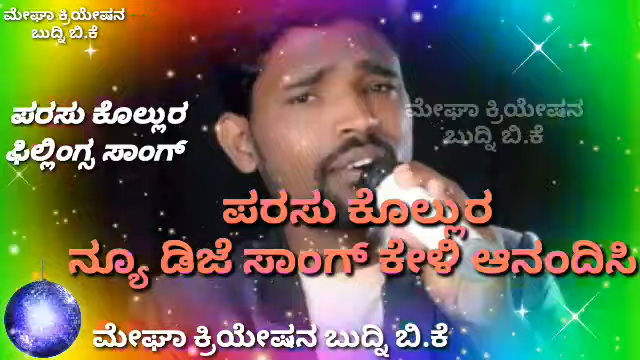 ಮೇಘಾ ಕ್ರಿಯೇಷನ
ಬುದ್ನಿ ಬಿ.ಕೆ
ಪರಸು ಕೊಲ್ಲುರ
ಫಿಲ್ಲಿಂಗ್ಸ ಸಾಂಗ್
ಮೇಘಾ ಕ್ರಿಯೇಷನ
ಬುದ್ನಿ ಬಿ.ಕೆ
ಪರಸು ಕೊಲ್ಲುರ
ನ್ಯೂ ಡಿಜೆ ಸಾಂಗ್ ಕೇಳಿ ಆನಂದಿಸಿ
ಮೇಘಾ ಕ್ರಿಯೇಷನ ಬುದ್ನಿ ಬಿ.ಕೆ